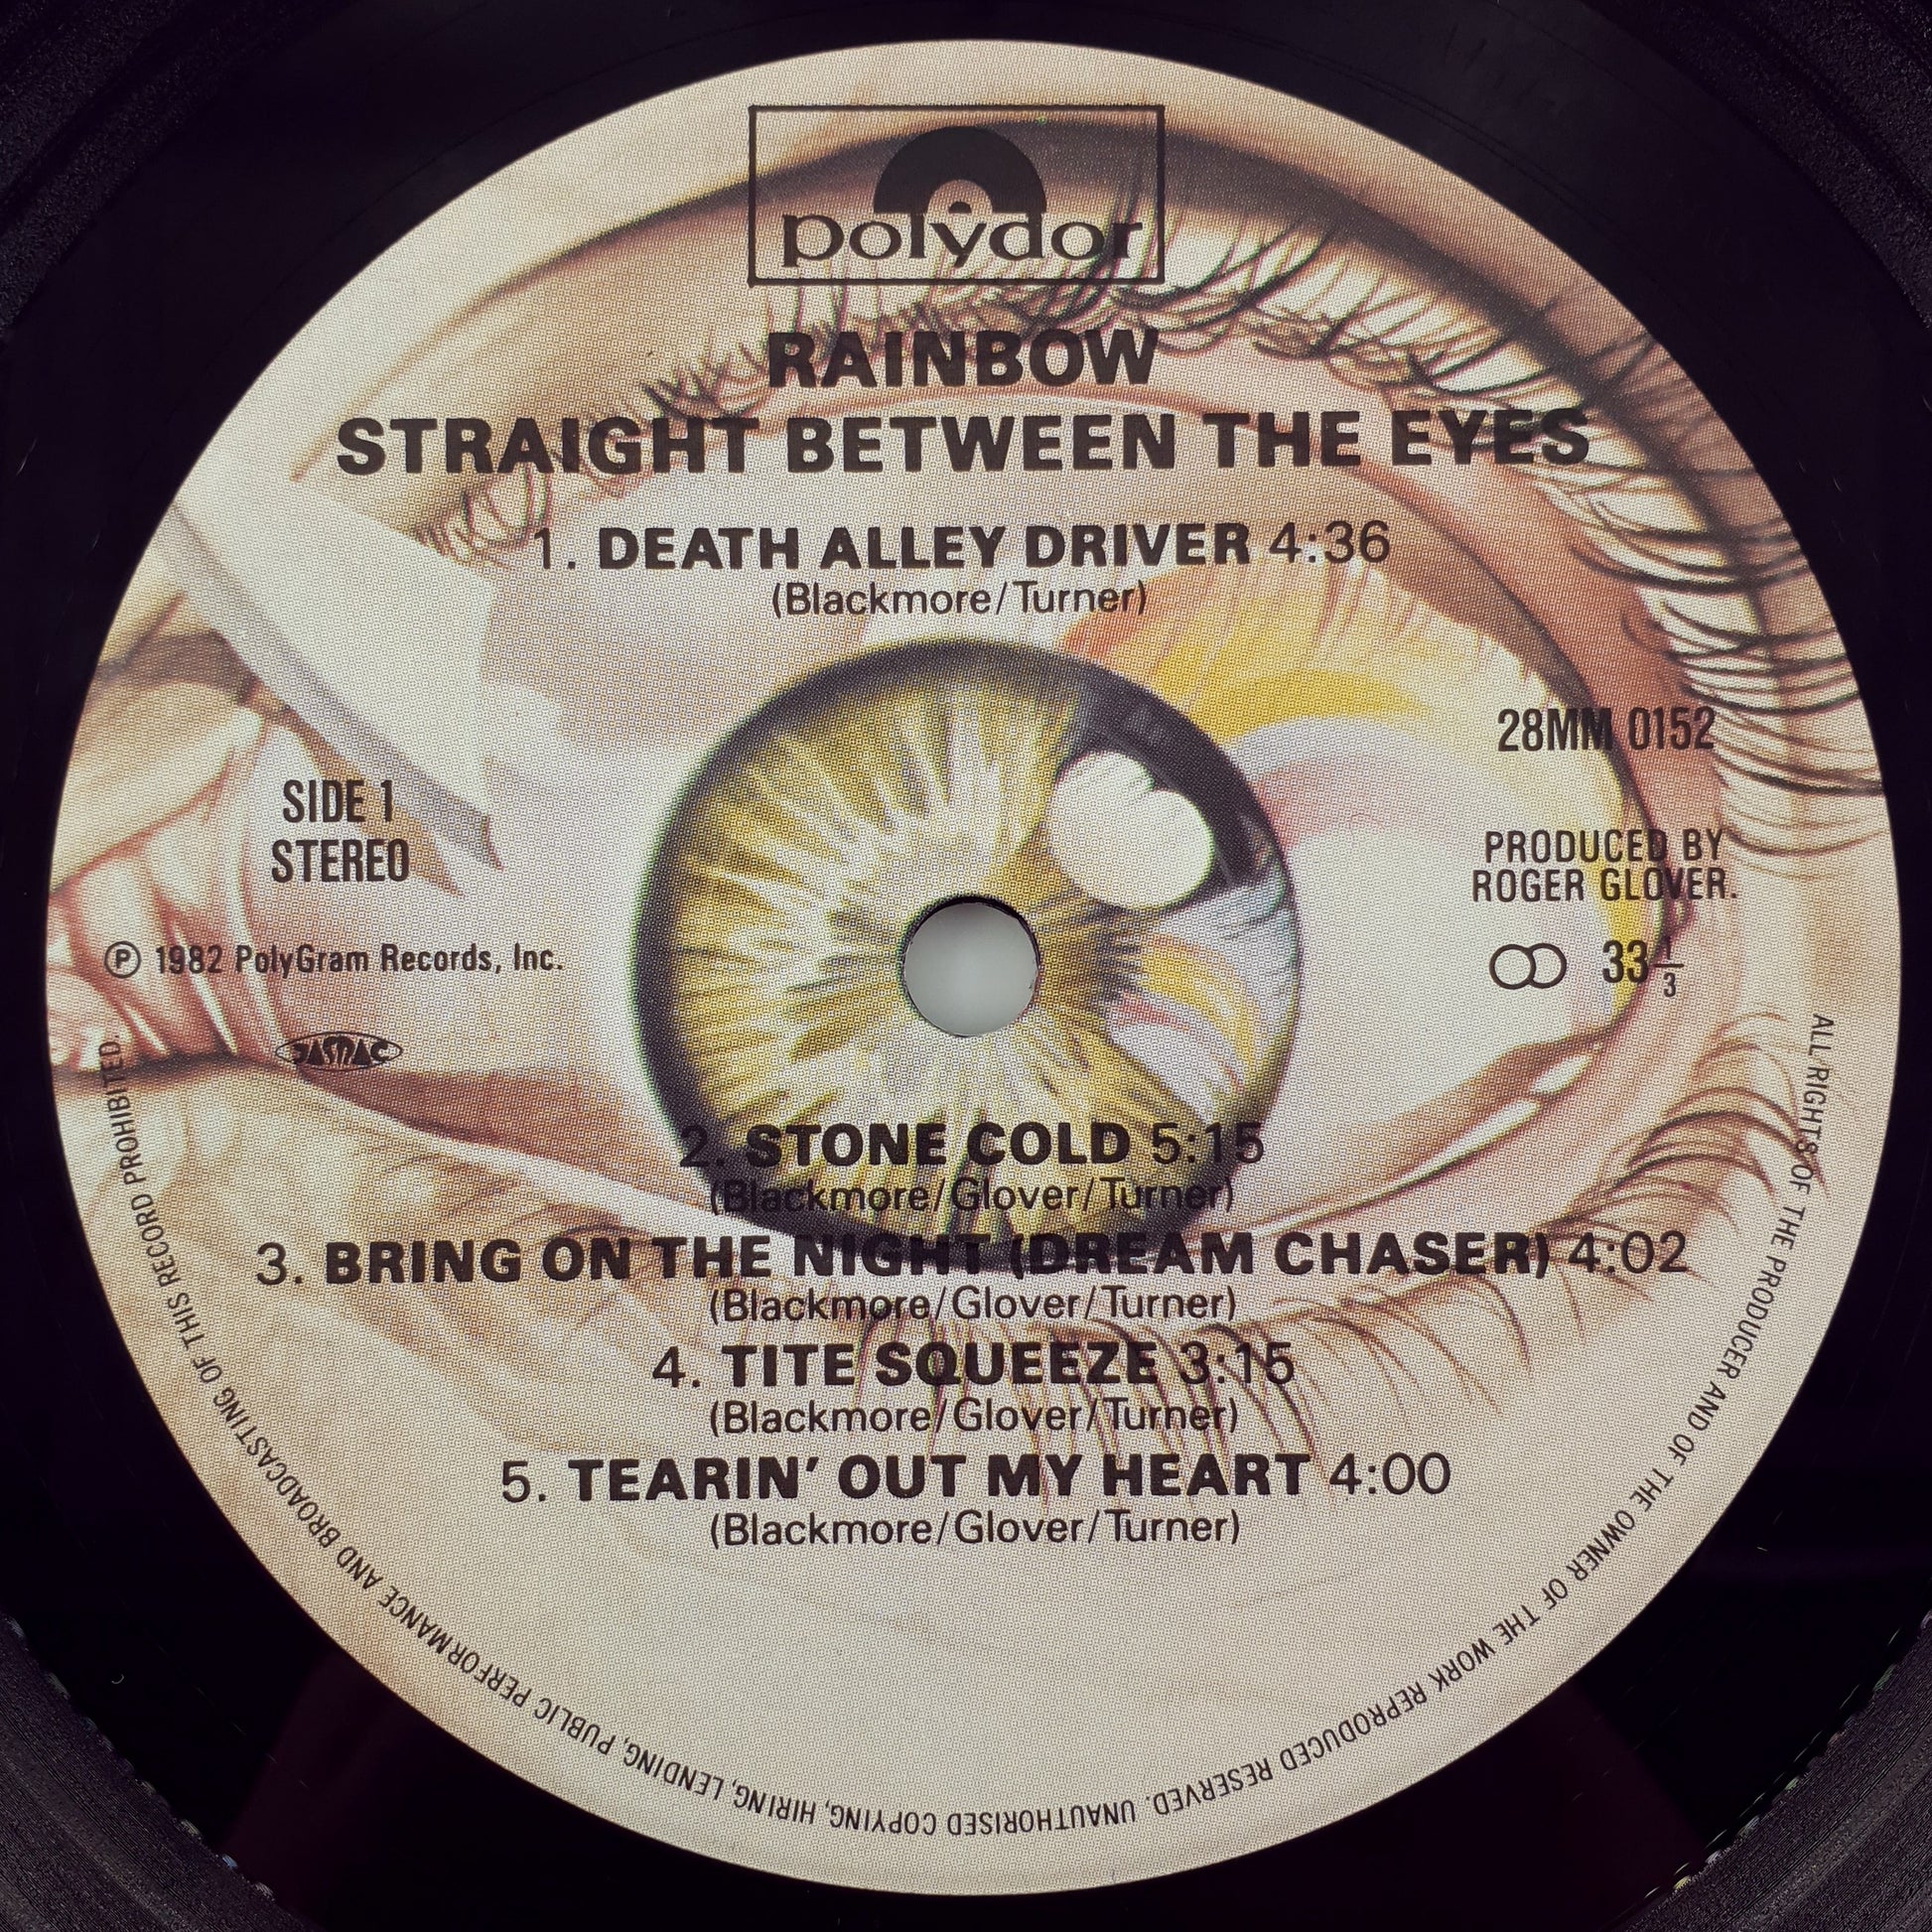 polydor
RAINBOW
STRAIGHT BETWEEN THE EYES
1. DEATH ALLEY DRIVER 4:36
(Blackmore/Turner)
28MM 0152
SIDE 1
STEREO
PRODUCED BY
ROGER GLOVER.
Ⓟ 1982 PolyGram Records, Inc.
33 1/3
JASRAC
2. STONE COLD 5:15
(Blackmore/Glover/Turner)
3. BRING ON THE NIGHT (DREAM CHASER) 4:02
(Blackmore/Glover/Turner)
4. TITE SQUEEZE 3:15
(Blackmore/Glover/Turner)
5. TEARIN' OUT MY HEART 4:00
(Blackmore/Glover/Turner)
ALL RIGHTS OF THE PRODUCER AND OF THE OWNER OF THE WORK REPRODUCED RESERVED. UNAUTHORISED COPYING, HIRING, LENDING, PUBLIC PERFORMANCE AND BROADCASTING OF THIS RECORD PROHIBITED.